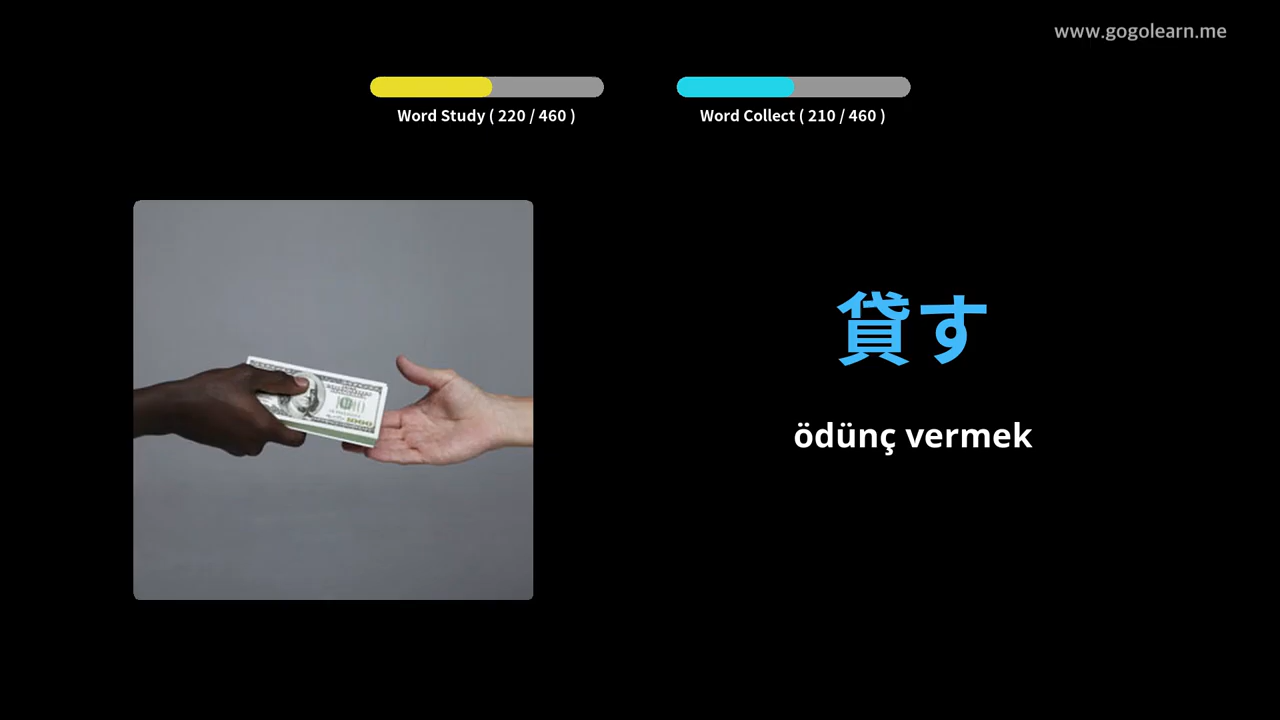 www.gogolearn.me
Word Study ( 220 / 460 )
Word Collect ( 210 / 460 )
貸す
ödünç vermek